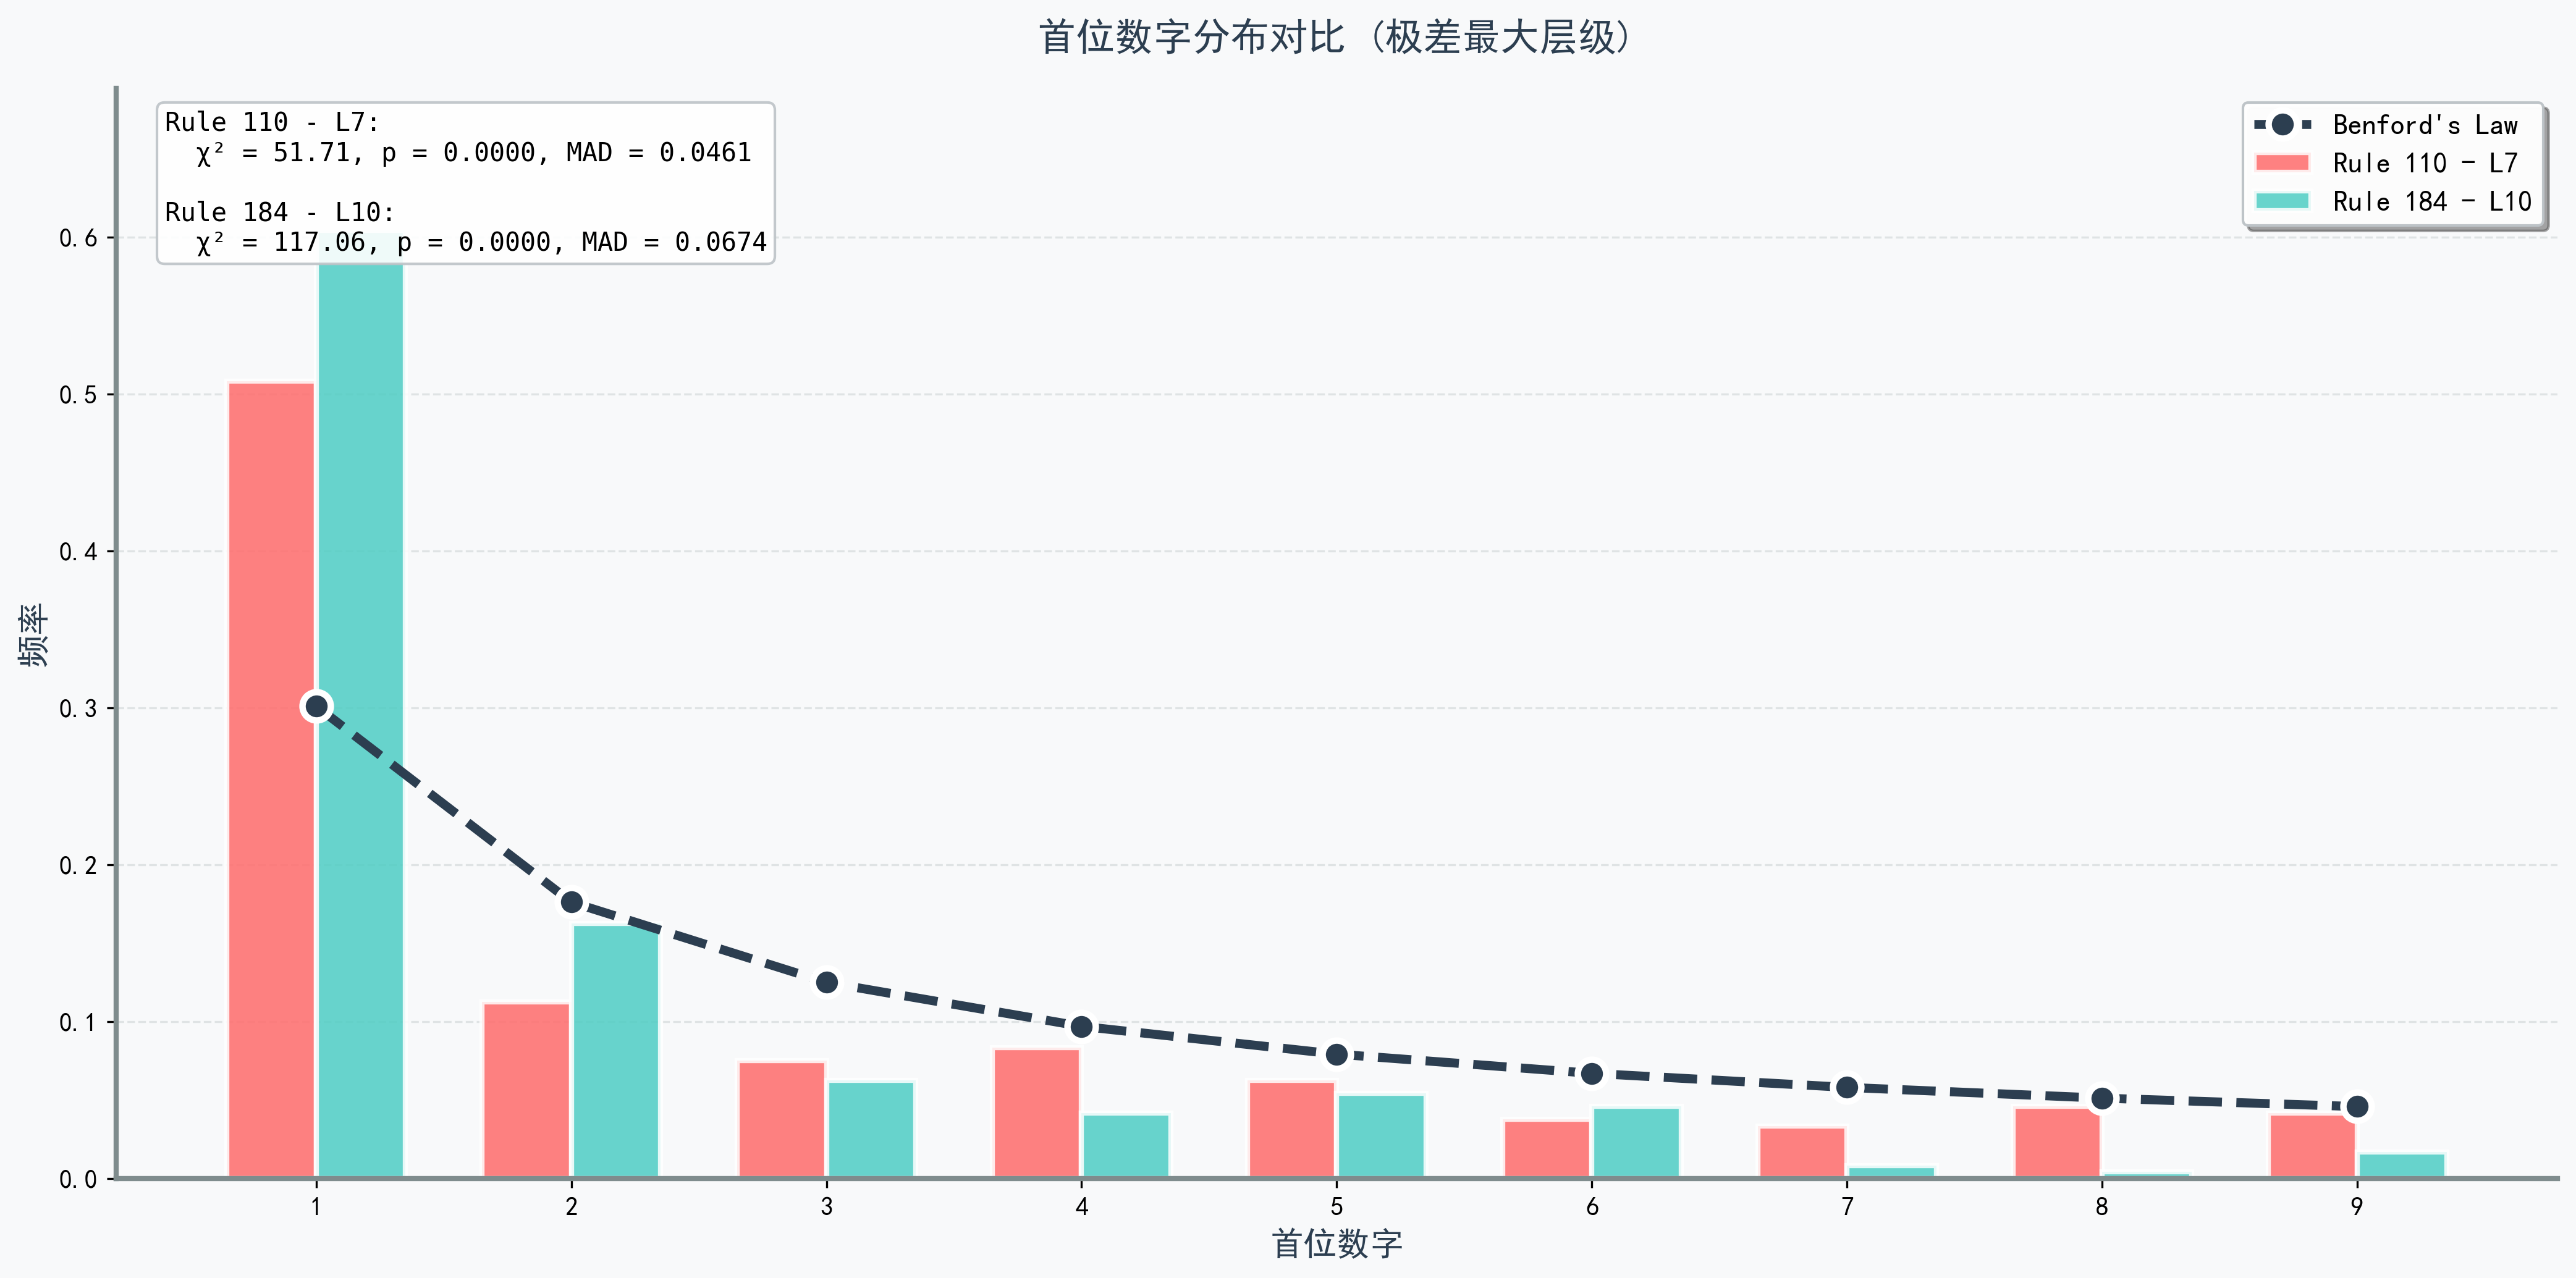 首位数字分布对比 (极差最大层级)
Rule 110 - L7:
χ² = 51.71, p = 0.0000, MAD = 0.0461
Rule 184 - L10:
χ² = 117.06, p = 0.0000, MAD = 0.0674
Benford's Law
Rule 110 - L7
Rule 184 - L10
频率
0.6
0.5
0.4
0.3
0.2
0.1
0.0
1 2 3 4 5 6 7 8 9
首位数字